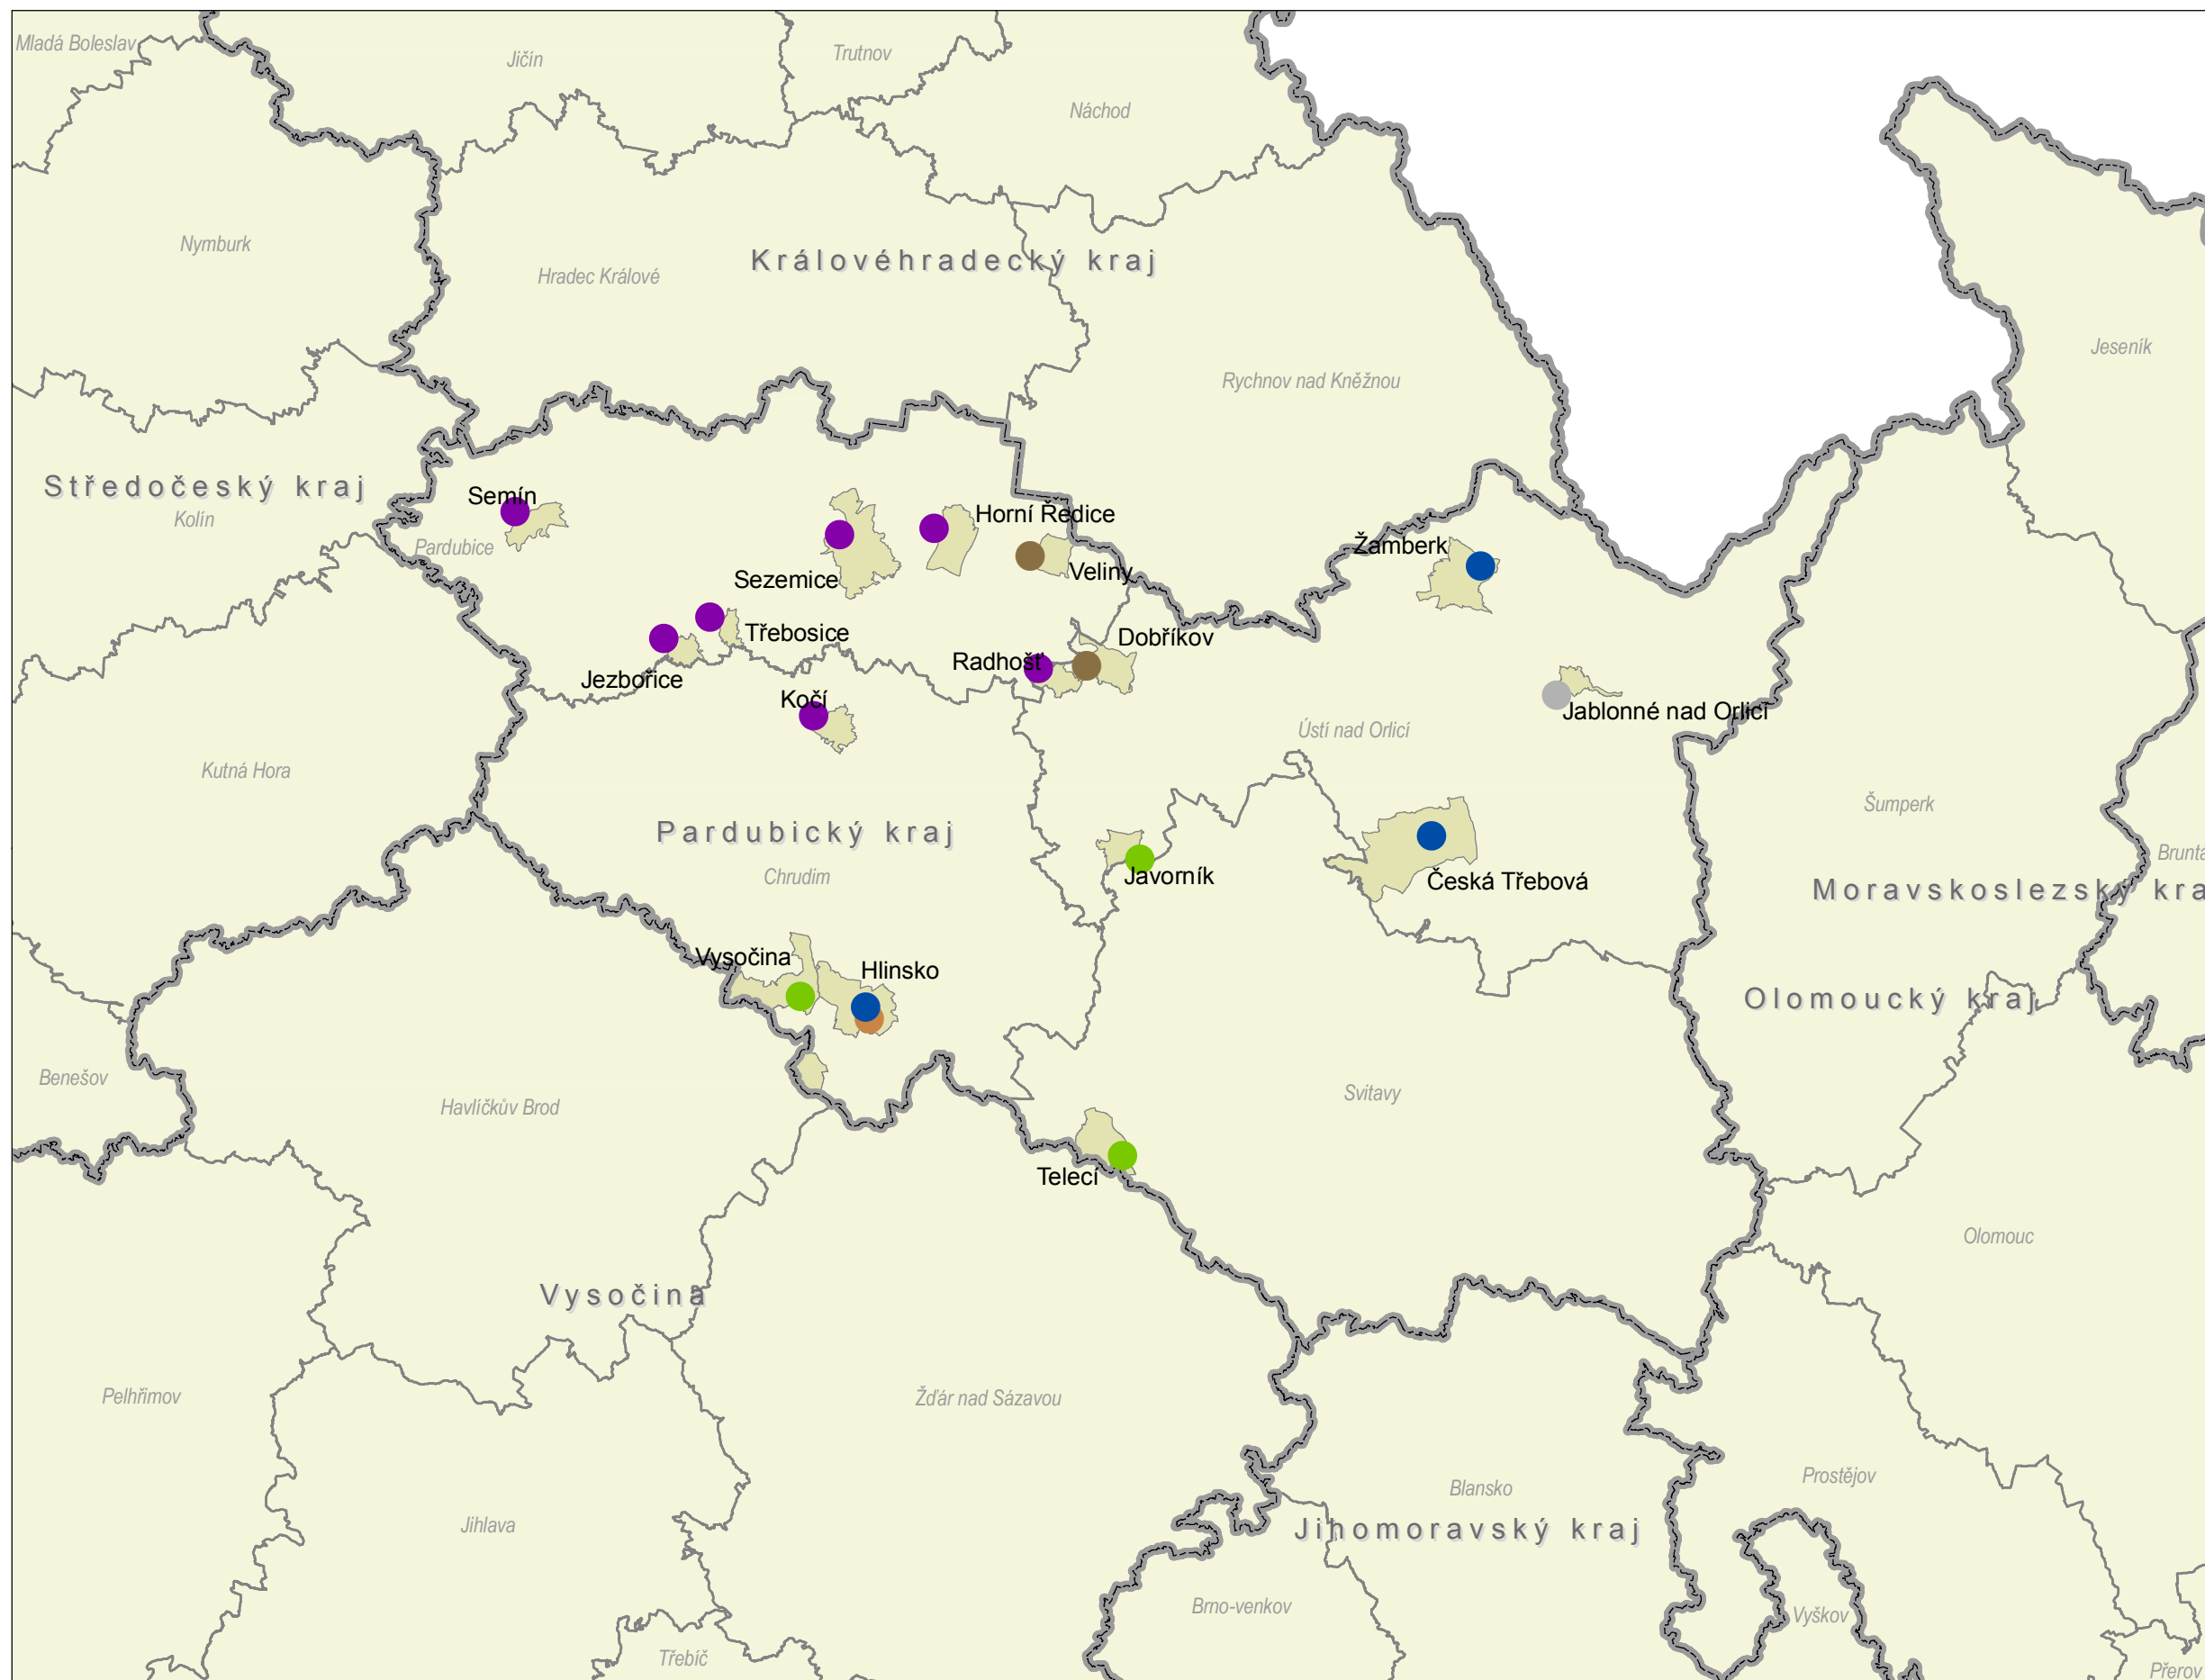 Mladá Boleslav
Jičín
Trutnov
Náchod
Nymburk
Hradec Králové
Královéhradecký kraj
Jeseník
Rychnov nad Kněžnou
Středočeský kraj
Kolín
Semín
Pardubice
Horní Ředice
Žamberk
Sezemice
Veliny
Třebosice
Dobříkov
Radhošť
Jezbořice
Kočí
Jablonné nad Orlicí
Ústí nad Orlicí
Kutná Hora
Šumperk
Pardubický kraj
Bruntá
Chrudim
Javorník
Česká Třebová
Moravskoslezský kra
Vysočina
Hlinsko
Olomoucký kraj
Benešov
Havlíčkův Brod
Svitavy
Telecí
Olomouc
Vysočina
Pelhřimov
Žďár nad Sázavou
Prostějov
Blansko
Jihlava
Jihomoravský kraj
Brno-venkov
Vyškov
Třebíč
Přerov